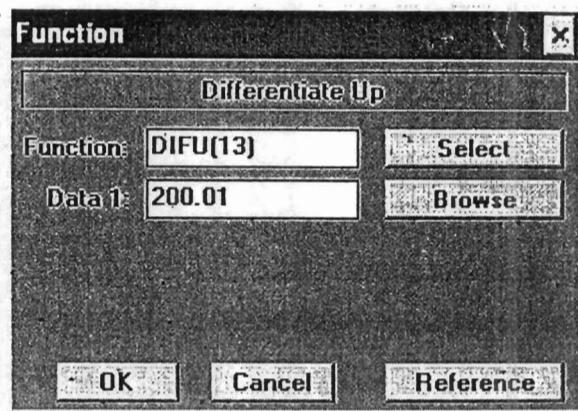 Function
Differentiate Up
Function: DIFU(13) Select
Data 1: 200.01 Browse
OK Cancel Reference